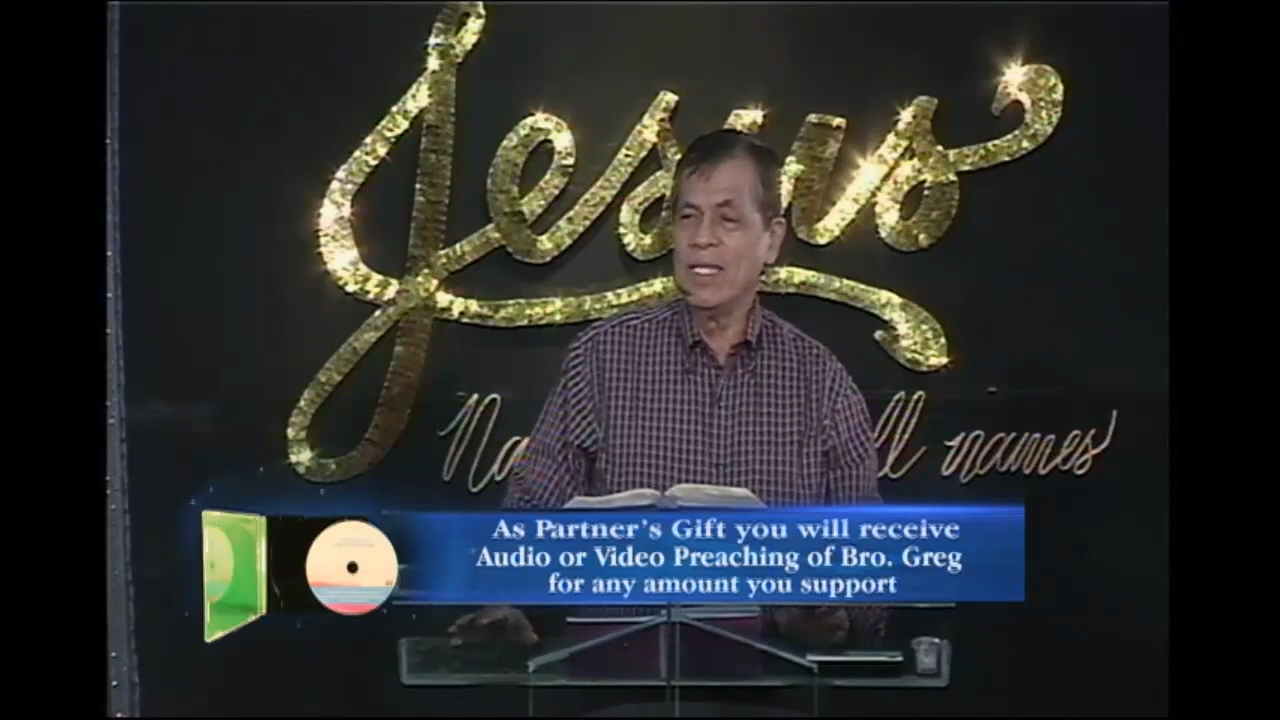 Jesus
names
As Partner's Gift you will receive
Audio or Video Preaching of Bro. Greg
for any amount you support